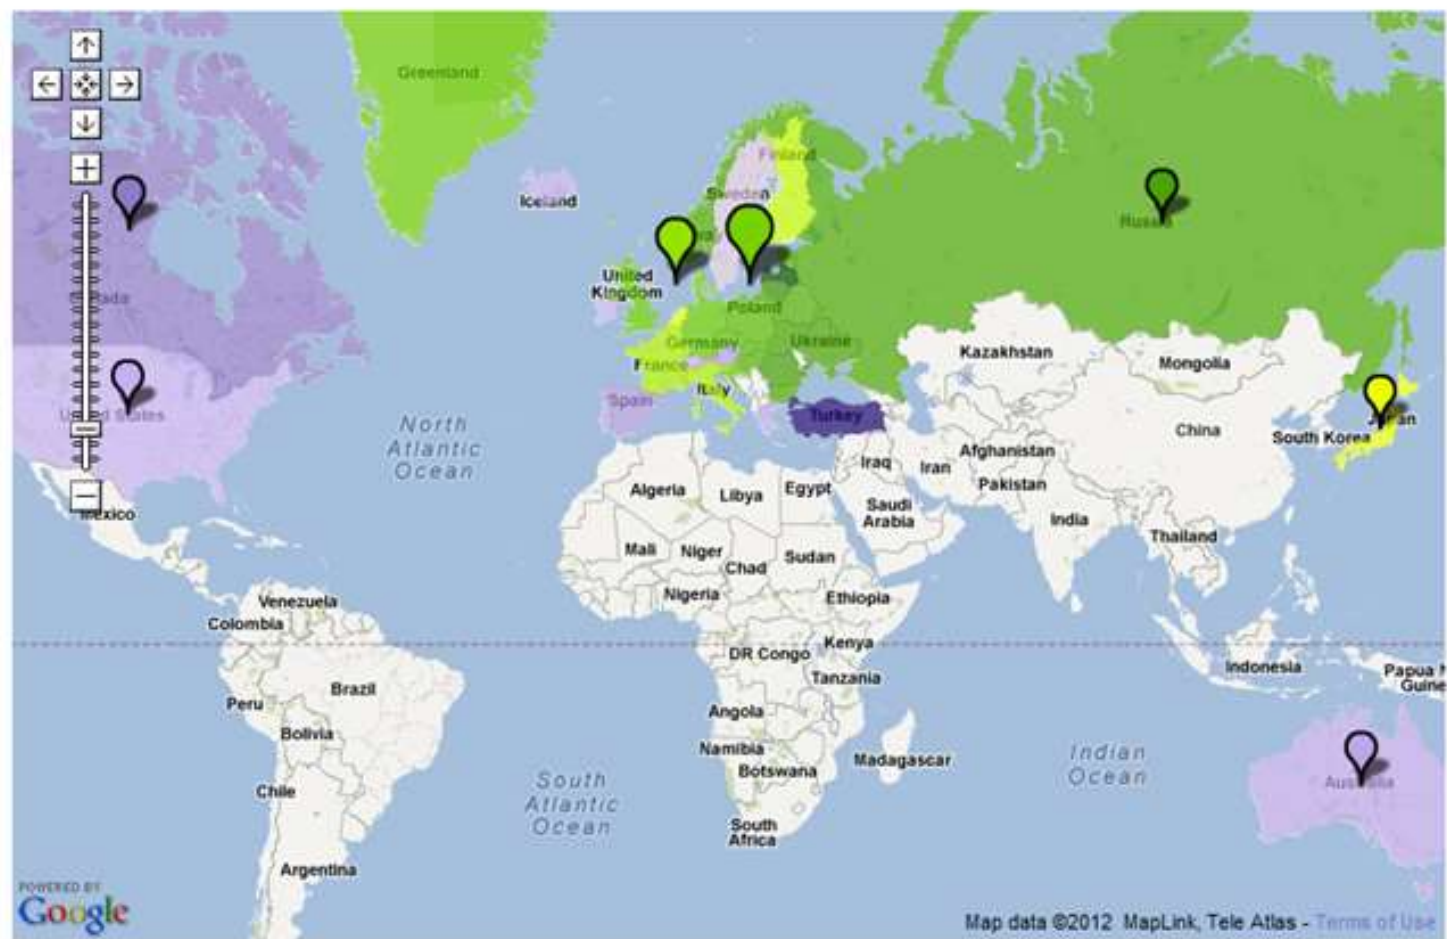 Greenland
Finland
Sweden
Iceland
Russia
United
Kingdom
Poland
Germany
Ukraine
France
Italy
Spain
Turkey
Kazakhstan
Mongolia
China
South Korea
Japan
United States
Mexico
North
Atlantic
Ocean
Afghanistan
Iraq
Iran
Pakistan
Algeria
Libya
Egypt
Saudi
Arabia
India
Thailand
Mali
Niger
Chad
Sudan
Nigeria
Ethiopia
Venezuela
Colombia
DR Congo
Kenya
Tanzania
Indonesia
Papua N
Guine
Brazil
Peru
Bolivia
Angola
Namibia
Botswana
Madagascar
Indian
Ocean
Australia
Chile
South
Atlantic
Ocean
South
Africa
Argentina
POWERED BY
Google
Map data ©2012 MapLink, Tele Atlas - Terms of Use